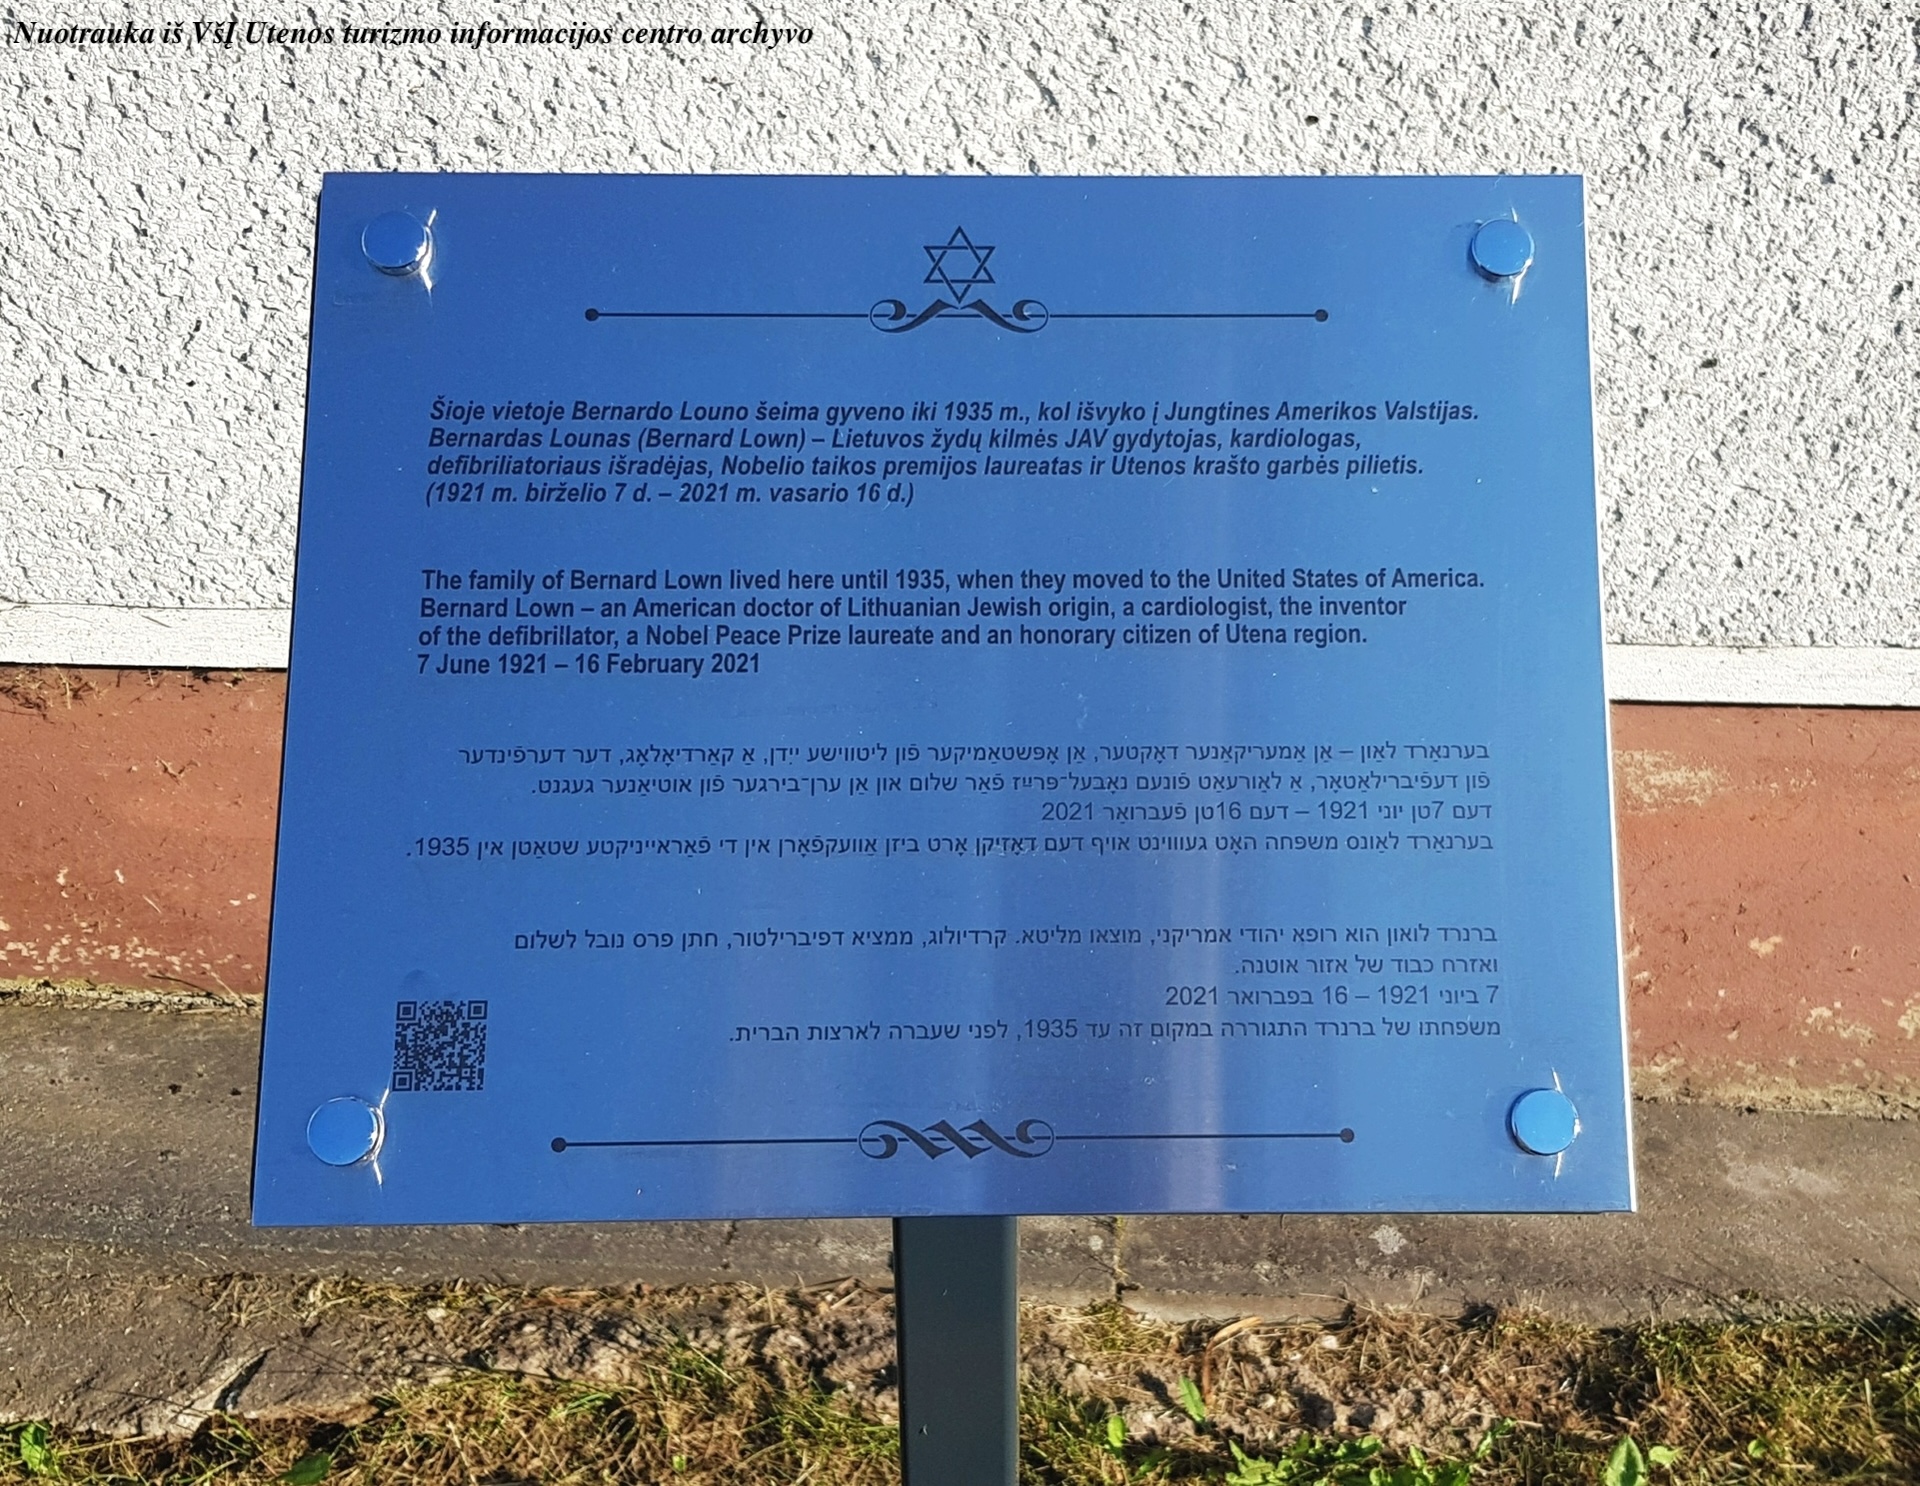 Nuotrauka iš VšĮ Utenos turizmo informacijos centro archyvo
Šioje vietoje Bernardo Louno šeima gyveno iki 1935 m., kol išvyko į Jungtines Amerikos Valstijas.
Bernardas Lounas (Bernard Lown) – Lietuvos žydų kilmės JAV gydytojas, kardiologas,
defibriliatoriaus išradėjas, Nobelio taikos premijos laureatas ir Utenos krašto garbės pilietis.
(1921 m. birželio 7 d. – 2021 m. vasario 16 d.)
The family of Bernard Lown lived here until 1935, when they moved to the United States of America.
Bernard Lown – an American doctor of Lithuanian Jewish origin, a cardiologist, the inventor
of the defibrillator, a Nobel Peace Prize laureate and an honorary citizen of Utena region.
7 June 1921 – 16 February 2021
בערנאַרד לאַון – אַן אַמעריקאַנער דאָקטער, אַן אָפּשטאַמיקער פֿון ליטווישע ייִדן, אַ קאַרדיאָלאָג, דער דערפֿינדער
פֿון דעפֿיברילאַטאָר, אַ לאַורעאַט פֿונעם נאָבעל־פּרײַז פֿאַר שלום און אַן ערן־בירגער פֿון אוטיאַנער געגנט.
דעם 7טן יוני 1921 – דעם 16טן פֿעברואַר 2021
בערנאַרד לאַונס משפּחה האָט געוווינט אויף דעם דאָזיקן אָרט ביזן אַוועקפֿאָרן אין די פֿאַראייניקטע שטאַטן אין 1935.
ברנרד לואון הוא רופא יהודי אמריקני, מוצאו מליטא. קרדיולוג, ממציא דפיברילטור, חתן פרס נובל לשלום
ואזרח כבוד של אזור אוטנה.
7 ביוני 1921 – 16 בפברואר 2021
משפחתו של ברנרד התגוררה במקום זה עד 1935, לפני שעברה לארצות הברית.